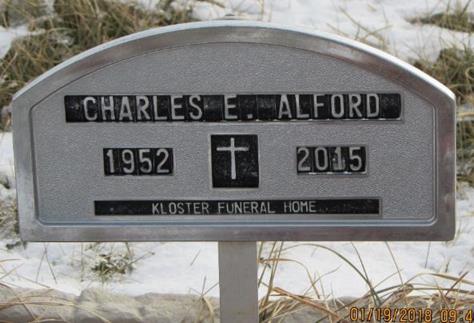 CHARLES E. ALFORD
1952 2015
KLOSTER FUNERAL HOME
01/19/2018 09:4